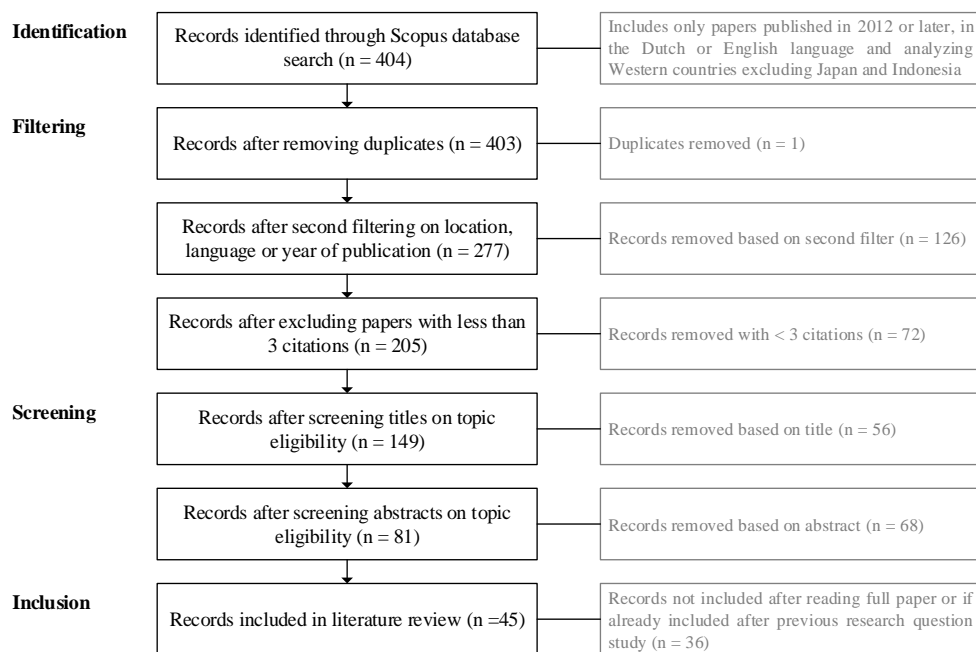 Identification
Records identified through Scopus database
search (n = 404)
Includes only papers published in 2012 or later, in
the Dutch or English language and analyzing
Western countries excluding Japan and Indonesia
Filtering
Records after removing duplicates (n = 403)
Duplicates removed (n = 1)
Records after second filtering on location,
language or year of publication (n = 277)
Records removed based on second filter (n = 126)
Records after excluding papers with less than
3 citations (n = 205)
Records removed with < 3 citations (n = 72)
Screening
Records after screening titles on topic
eligibility (n = 149)
Records removed based on title (n = 56)
Records after screening abstracts on topic
eligibility (n = 81)
Records removed based on abstract (n = 68)
Inclusion
Records included in literature review (n =45)
Records not included after reading full paper or if
already included after previous research question
study (n = 36)